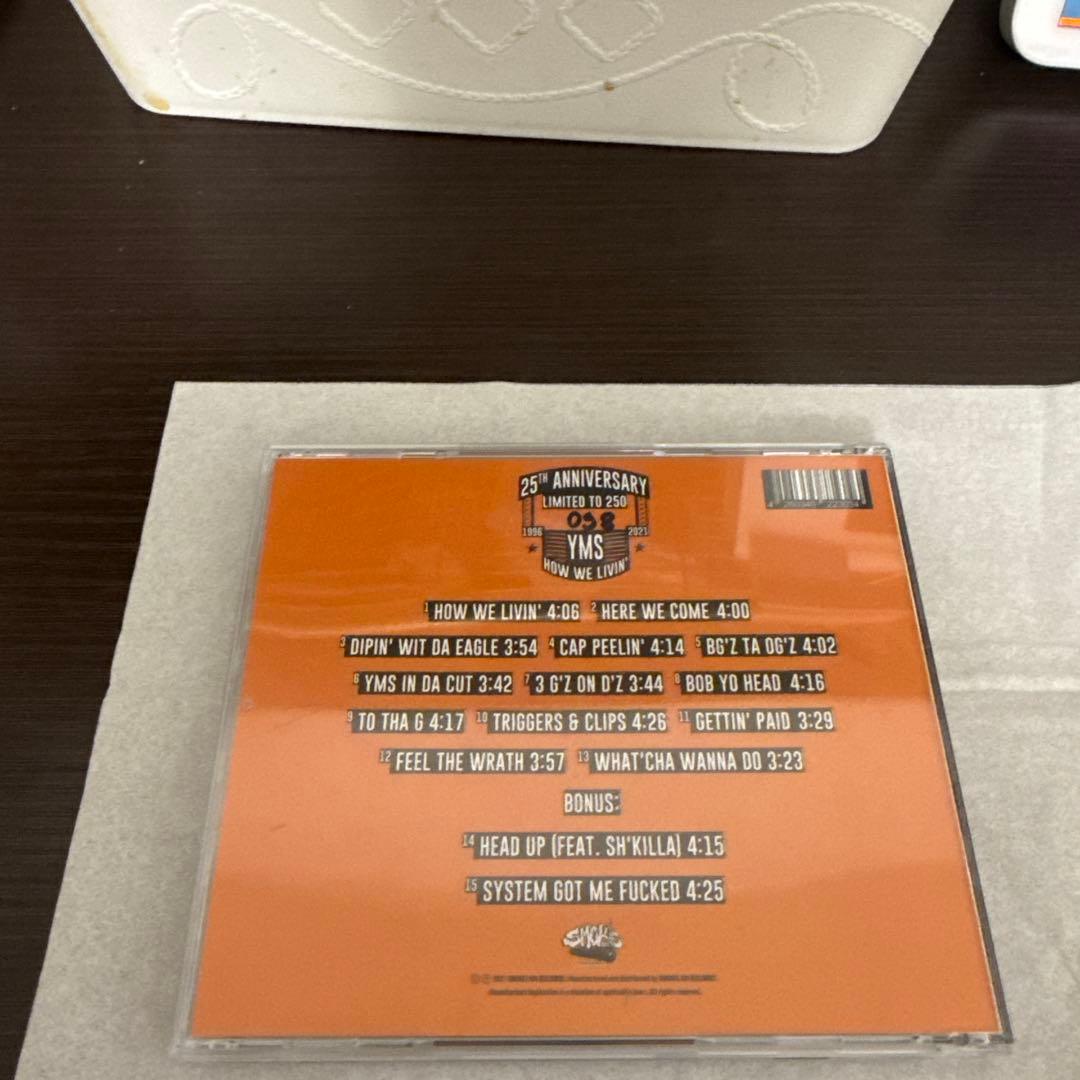 25TH ANNIVERSARY
LIMITED TO 250
098
1996 2021
YMS
HOW WE LIVIN'
1 HOW WE LIVIN' 4:06 2 HERE WE COME 4:00
3 DIPIN' WIT DA EAGLE 3:54 4 CAP PEELIN' 4:14 5 BG'Z TA OG'Z 4:02
6 YMS IN DA CUT 3:42 7 3 G'Z ON D'Z 3:44 8 BOB YO HEAD 4:16
9 TO THA G 4:17 10 TRIGGERS & CLIPS 4:26 11 GETTIN' PAID 3:29
12 FEEL THE WRATH 3:57 13 WHAT'CHA WANNA DO 3:23
BONUS:
14 HEAD UP (FEAT. SH'KILLA) 4:15
15 SYSTEM GOT ME FUCKED 4:25
SMOKE